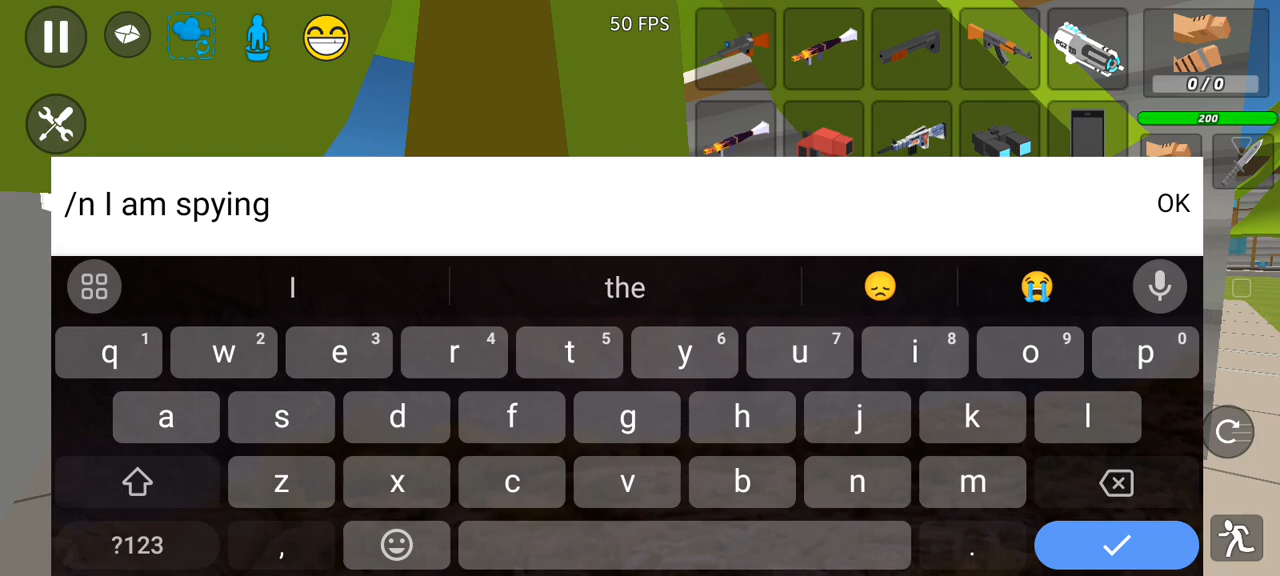 50 FPS
PG2
0/0
200
/n I am spying
OK
I
the
q 1 w 2 e 3 r 4 t 5 y 6 u 7 i 8 o 9 p 0
a s d f g h j k l
z x c v b n m
?123 , .